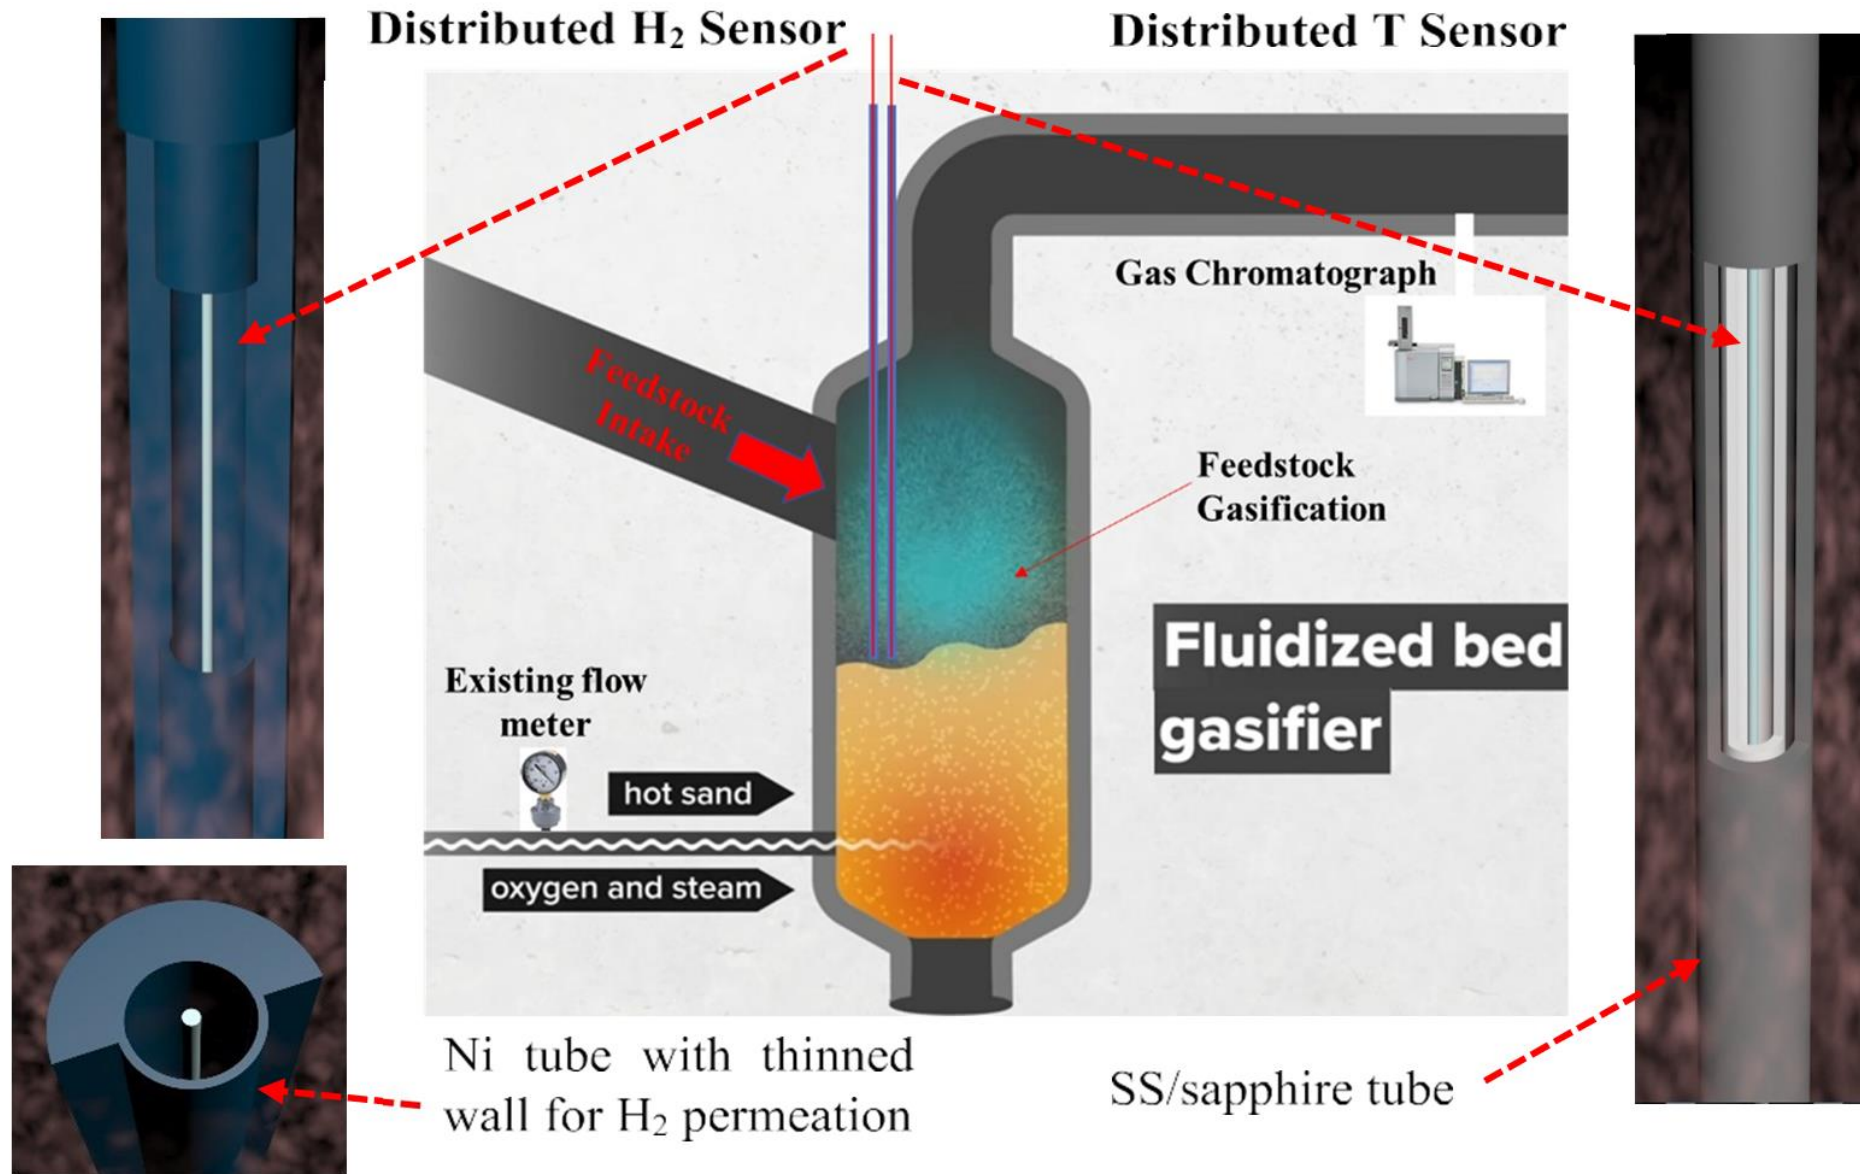 Distributed H₂ Sensor
Distributed T Sensor
Gas Chromatograph
Feedstock
Intake
Feedstock
Gasification
Fluidized bed
gasifier
Existing flow
meter
hot sand
oxygen and steam
Ni tube with thinned
wall for H₂ permeation
SS/sapphire tube